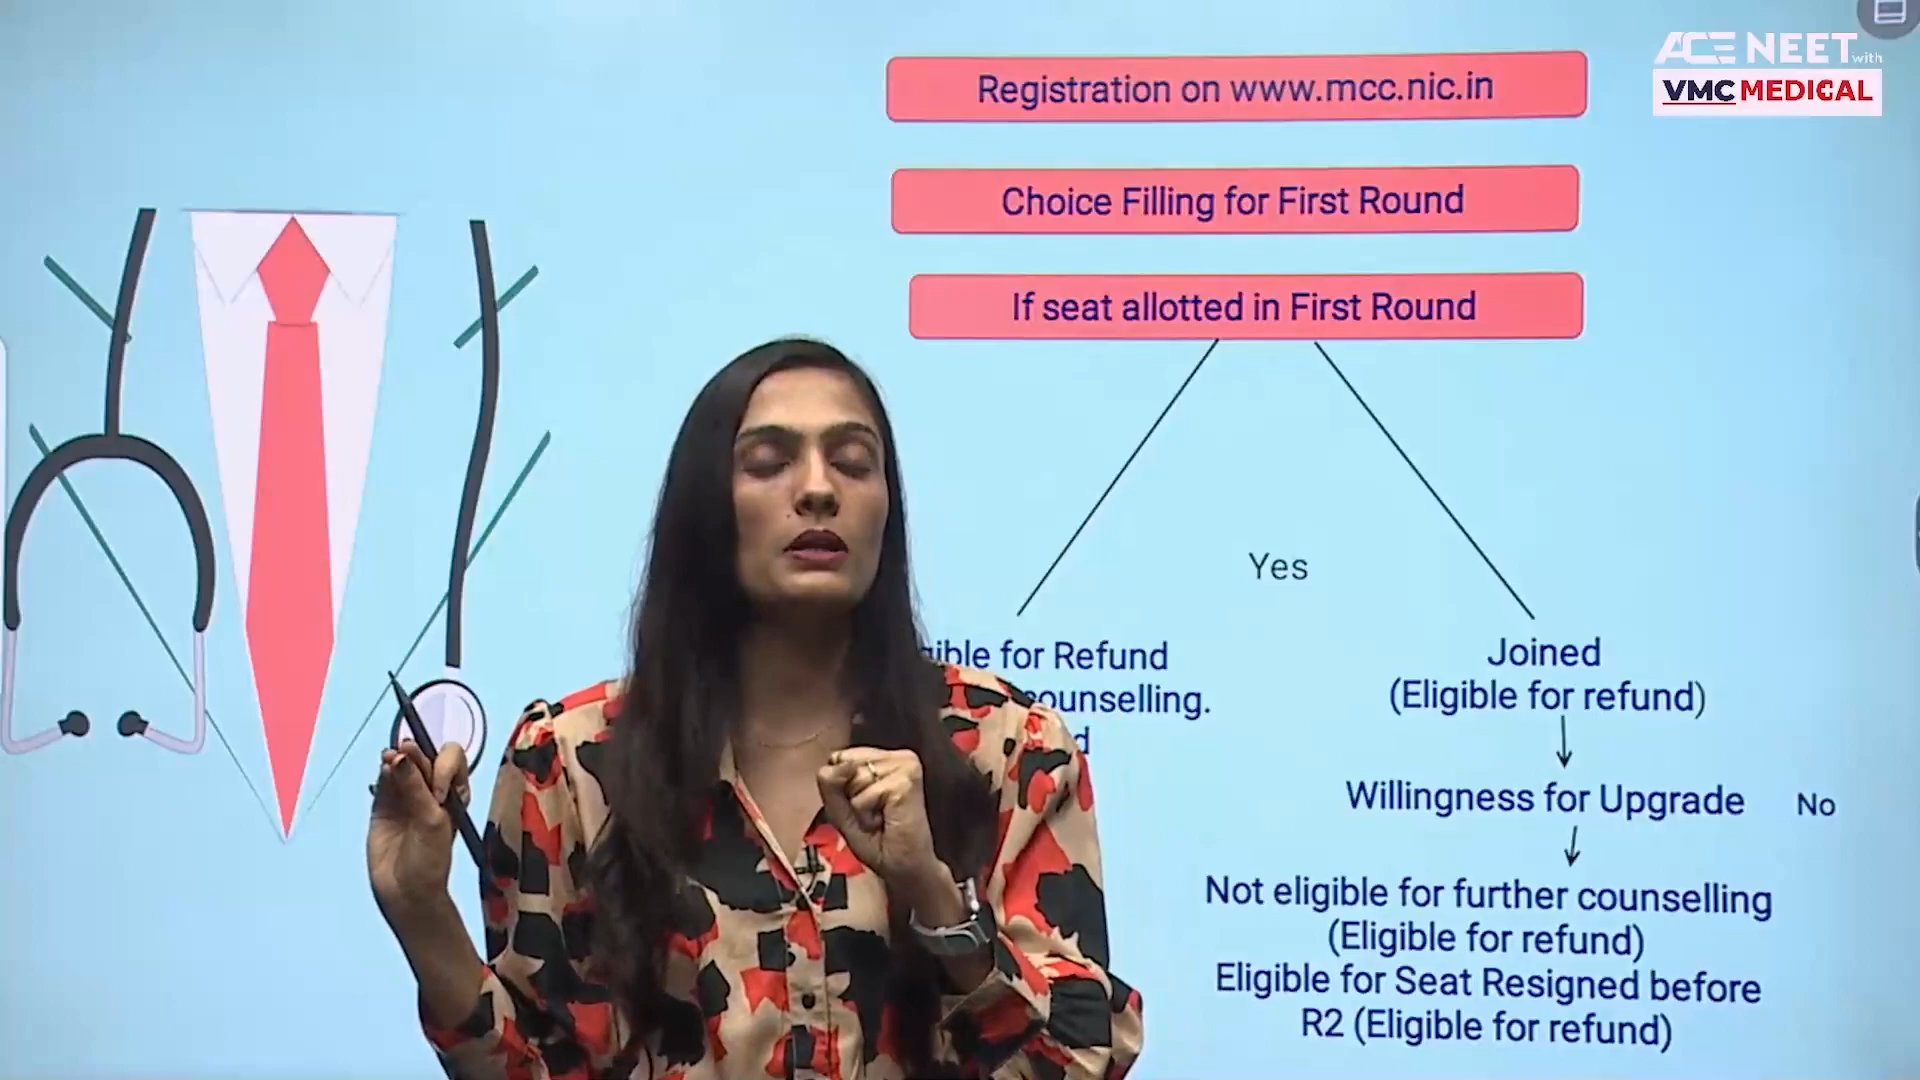 ACE NEET with
VMC MEDICAL
Registration on www.mcc.nic.in
Choice Filling for First Round
If seat allotted in First Round
Yes
for Refund
counselling.
Joined
(Eligible for refund)
Willingness for Upgrade No
Not eligible for further counselling
(Eligible for refund)
Eligible for Seat Resigned before
R2 (Eligible for refund)